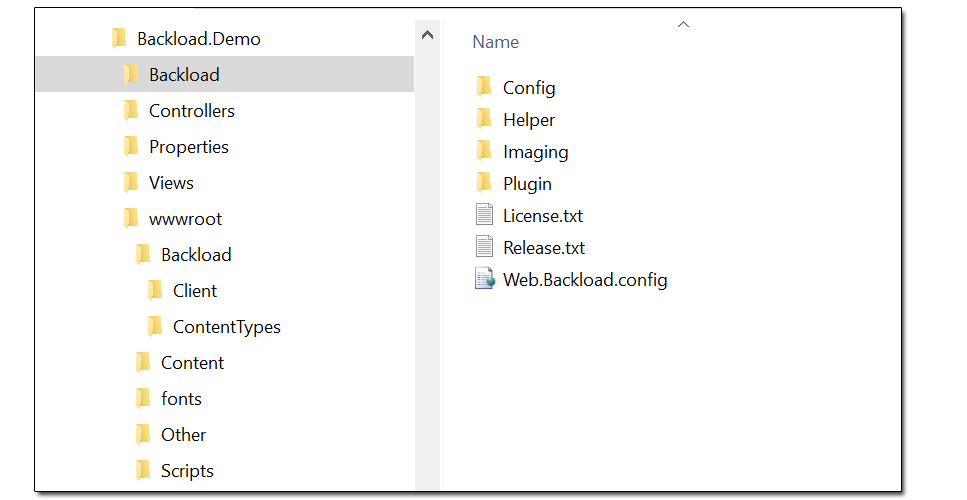 Backload.Demo
Backload
Controllers
Properties
Views
wwwroot
Backload
Client
ContentTypes
Content
fonts
Other
Scripts
Name
Config
Helper
Imaging
Plugin
License.txt
Release.txt
Web.Backload.config